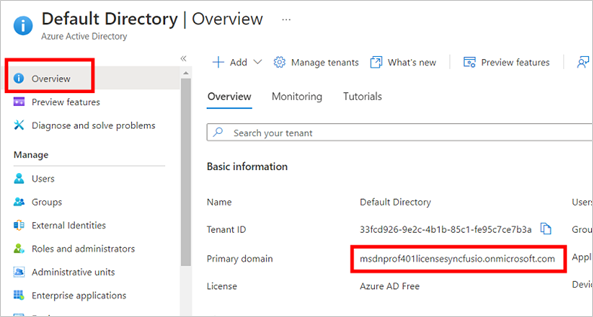 Default Directory | Overview ...
Azure Active Directory
«
Overview
Preview features
Diagnose and solve problems
Manage
Users
Groups
External Identities
Roles and administrators
Administrative units
Enterprise applications
+ Add
Manage tenants
What's new
Preview features
Overview
Monitoring
Tutorials
Search your tenant
Basic information
Name
Default Directory
Users
Tenant ID
33fcd926-9e2c-4b1b-85c1-fe95c7ce7b3a
Group
Primary domain
msdnprof401licensesyncfusio.onmicrosoft.com
Appl
License
Azure AD Free
Devic